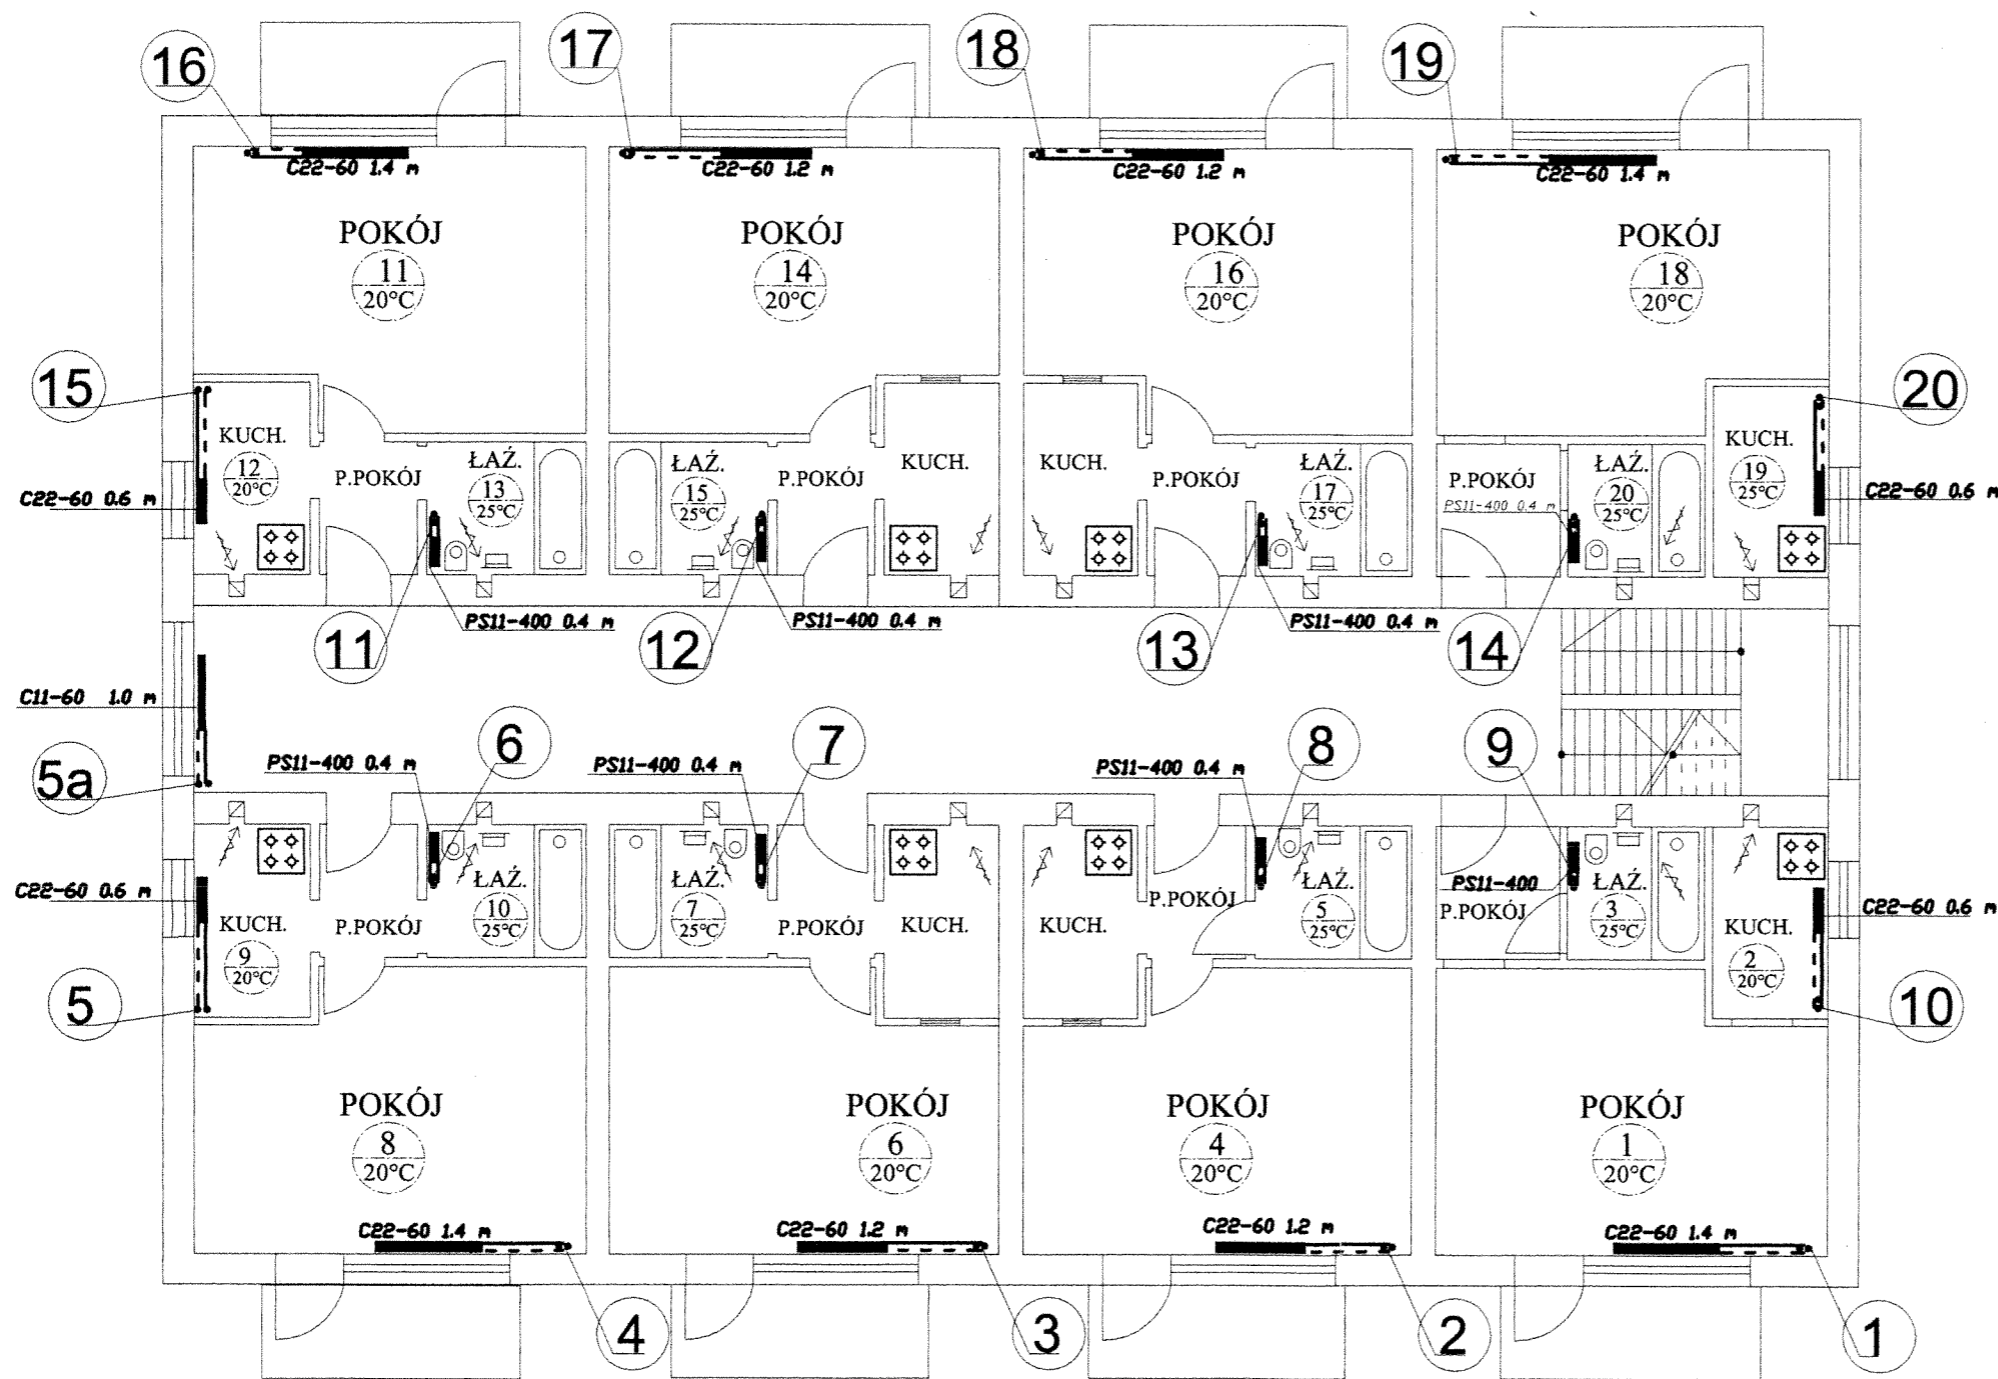 16
17
18
19
C22-60 1.4 m
C22-60 1.2 m
C22-60 1.2 m
C22-60 1.4 m
POKÓJ
11
20°C
POKÓJ
14
20°C
POKÓJ
16
20°C
POKÓJ
18
20°C
15
20
KUCH.
12
20°C
P.POKÓJ
ŁAŹ.
13
25°C
ŁAŹ.
15
25°C
P.POKÓJ
KUCH.
KUCH.
P.POKÓJ
ŁAŹ.
17
25°C
P.POKÓJ
PS11-400 0.4 m
ŁAŹ.
20
25°C
KUCH.
19
25°C
C22-60 0.6 m
C22-60 0.6 m
11
PS11-400 0.4 m
12
PS11-400 0.4 m
13
PS11-400 0.4 m
14
C11-60 1.0 m
5a
PS11-400 0.4 m
6
PS11-400 0.4 m
7
PS11-400 0.4 m
8
9
C22-60 0.6 m
KUCH.
9
20°C
P.POKÓJ
ŁAŹ.
10
25°C
ŁAŹ.
7
25°C
P.POKÓJ
KUCH.
KUCH.
P.POKÓJ
ŁAŹ.
5
25°C
PS11-400
P.POKÓJ
ŁAŹ.
3
25°C
KUCH.
2
20°C
C22-60 0.6 m
5
10
POKÓJ
8
20°C
POKÓJ
6
20°C
POKÓJ
4
20°C
POKÓJ
1
20°C
C22-60 1.4 m
C22-60 1.2 m
C22-60 1.2 m
C22-60 1.4 m
4
3
2
1